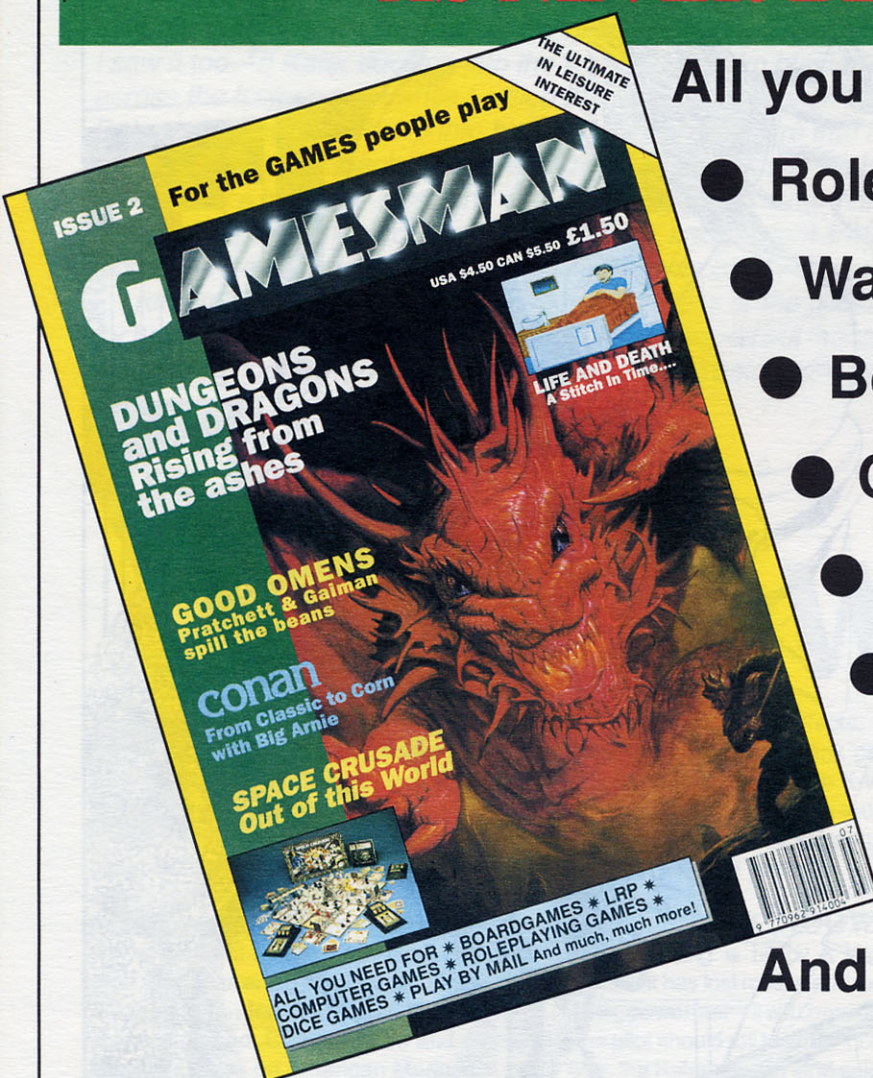 All you
● Role
● Wa
● B
And
THE ULTIMATE
IN LEISURE
INTEREST
For the GAMES people play
ISSUE 2
GAMESMAN
USA $4.50 CAN $5.50 £1.50
LIFE AND DEATH
A Stitch In Time....
DUNGEONS
and DRAGONS
Rising from
the ashes
GOOD OMENS
Pratchett & Gaiman
spill the beans
conan
From Classic to Corn
with Big Arnie
SPACE CRUSADE
Out of this World
07
9 770962 914004
ALL YOU NEED FOR * BOARDGAMES * LRP *
COMPUTER GAMES * ROLEPLAYING GAMES *
DICE GAMES * PLAY BY MAIL And much, much more!